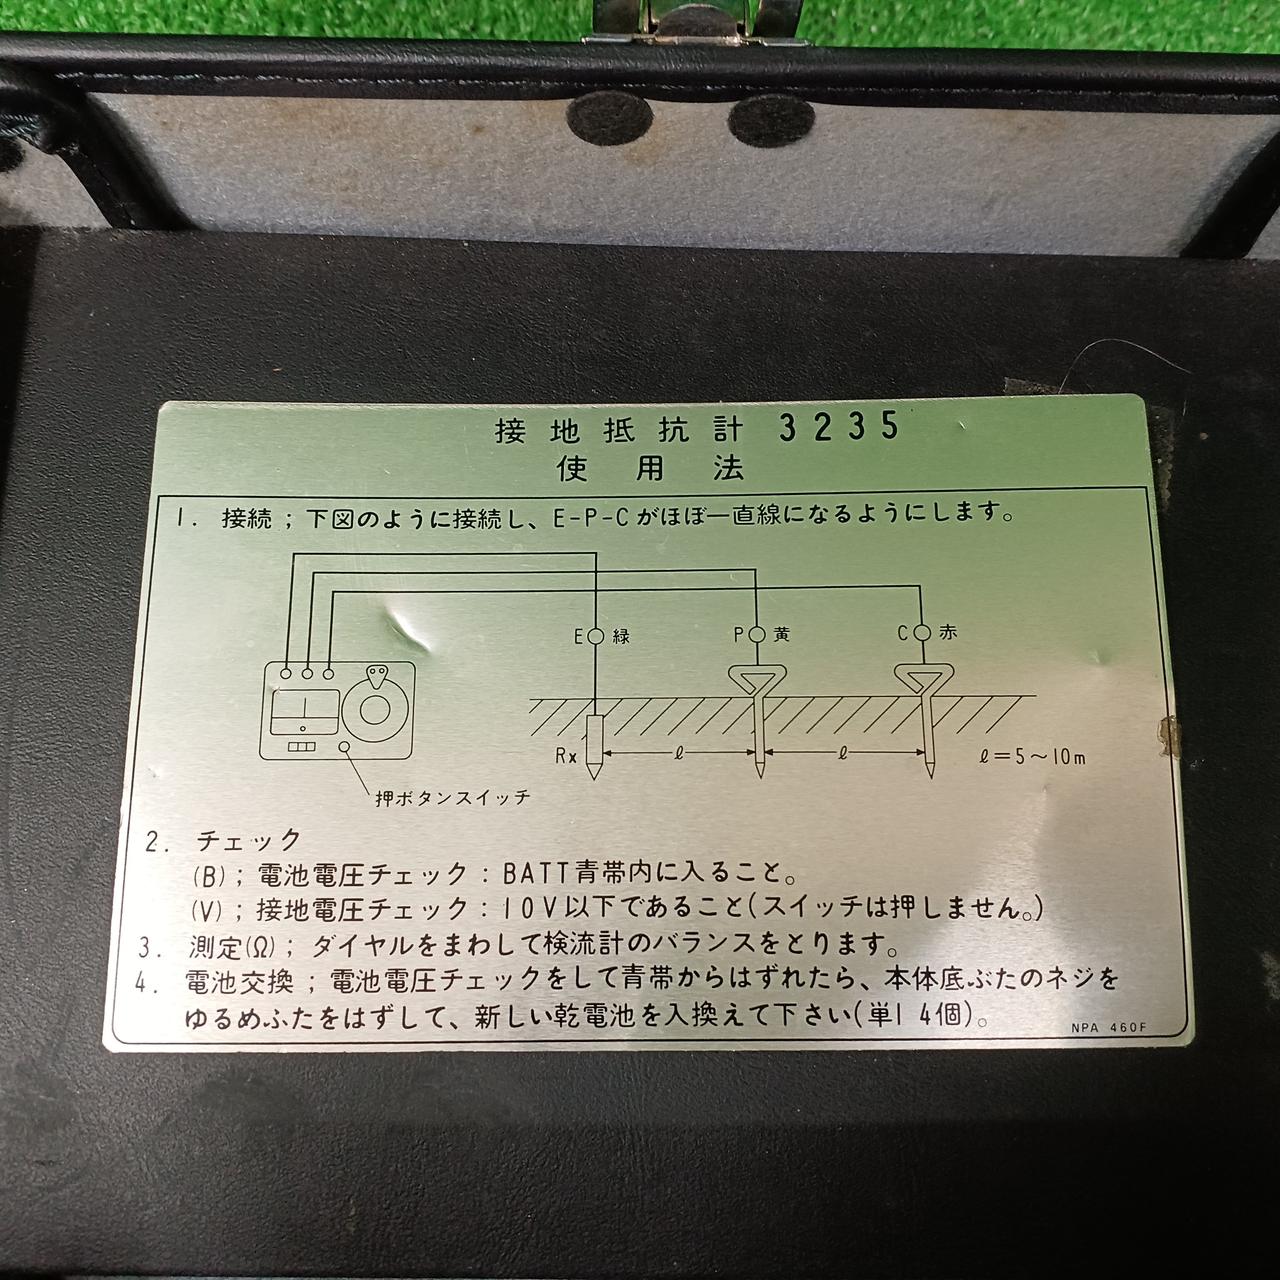 接地抵抗計 3235
使用法
1. 接続；下図のように接続し、E-P-Cがほぼ一直線になるようにします。
E 緑
P 黄
C 赤
Rx
ℓ
ℓ
ℓ=5～10m
押ボタンスイッチ
2. チェック
(B)；電池電圧チェック：BATT青帯内に入ること。
(V)；接地電圧チェック：10V以下であること(スイッチは押しません。)
3. 測定(Ω)；ダイヤルをまわして検流計のバランスをとります。
4. 電池交換；電池電圧チェックをして青帯からはずれたら、本体底ぶたのネジを
ゆるめふたをはずして、新しい乾電池を入換えて下さい(単1 4個)。
NPA 460F